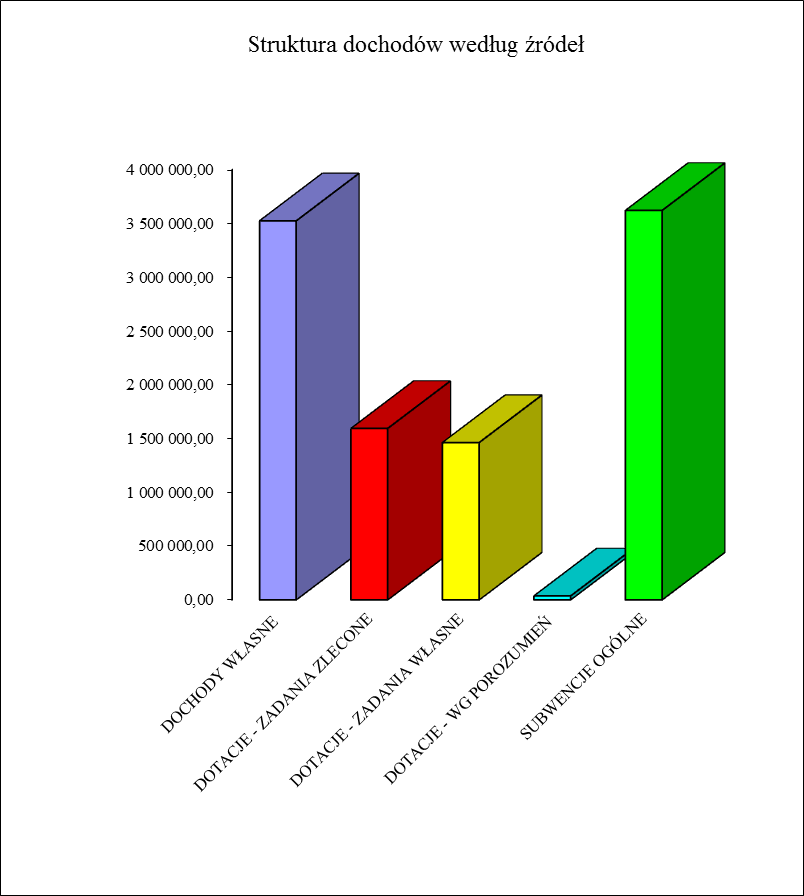 Struktura dochodów według źródeł
4 000 000,00
3 500 000,00
3 000 000,00
2 500 000,00
2 000 000,00
1 500 000,00
1 000 000,00
500 000,00
0,00
DOCHODY WŁASNE
DOTACJE - ZADANIA ZLECONE
DOTACJE - ZADANIA WŁASNE
DOTACJE - WG POROZUMIEŃ
SUBWENCJE OGÓLNE